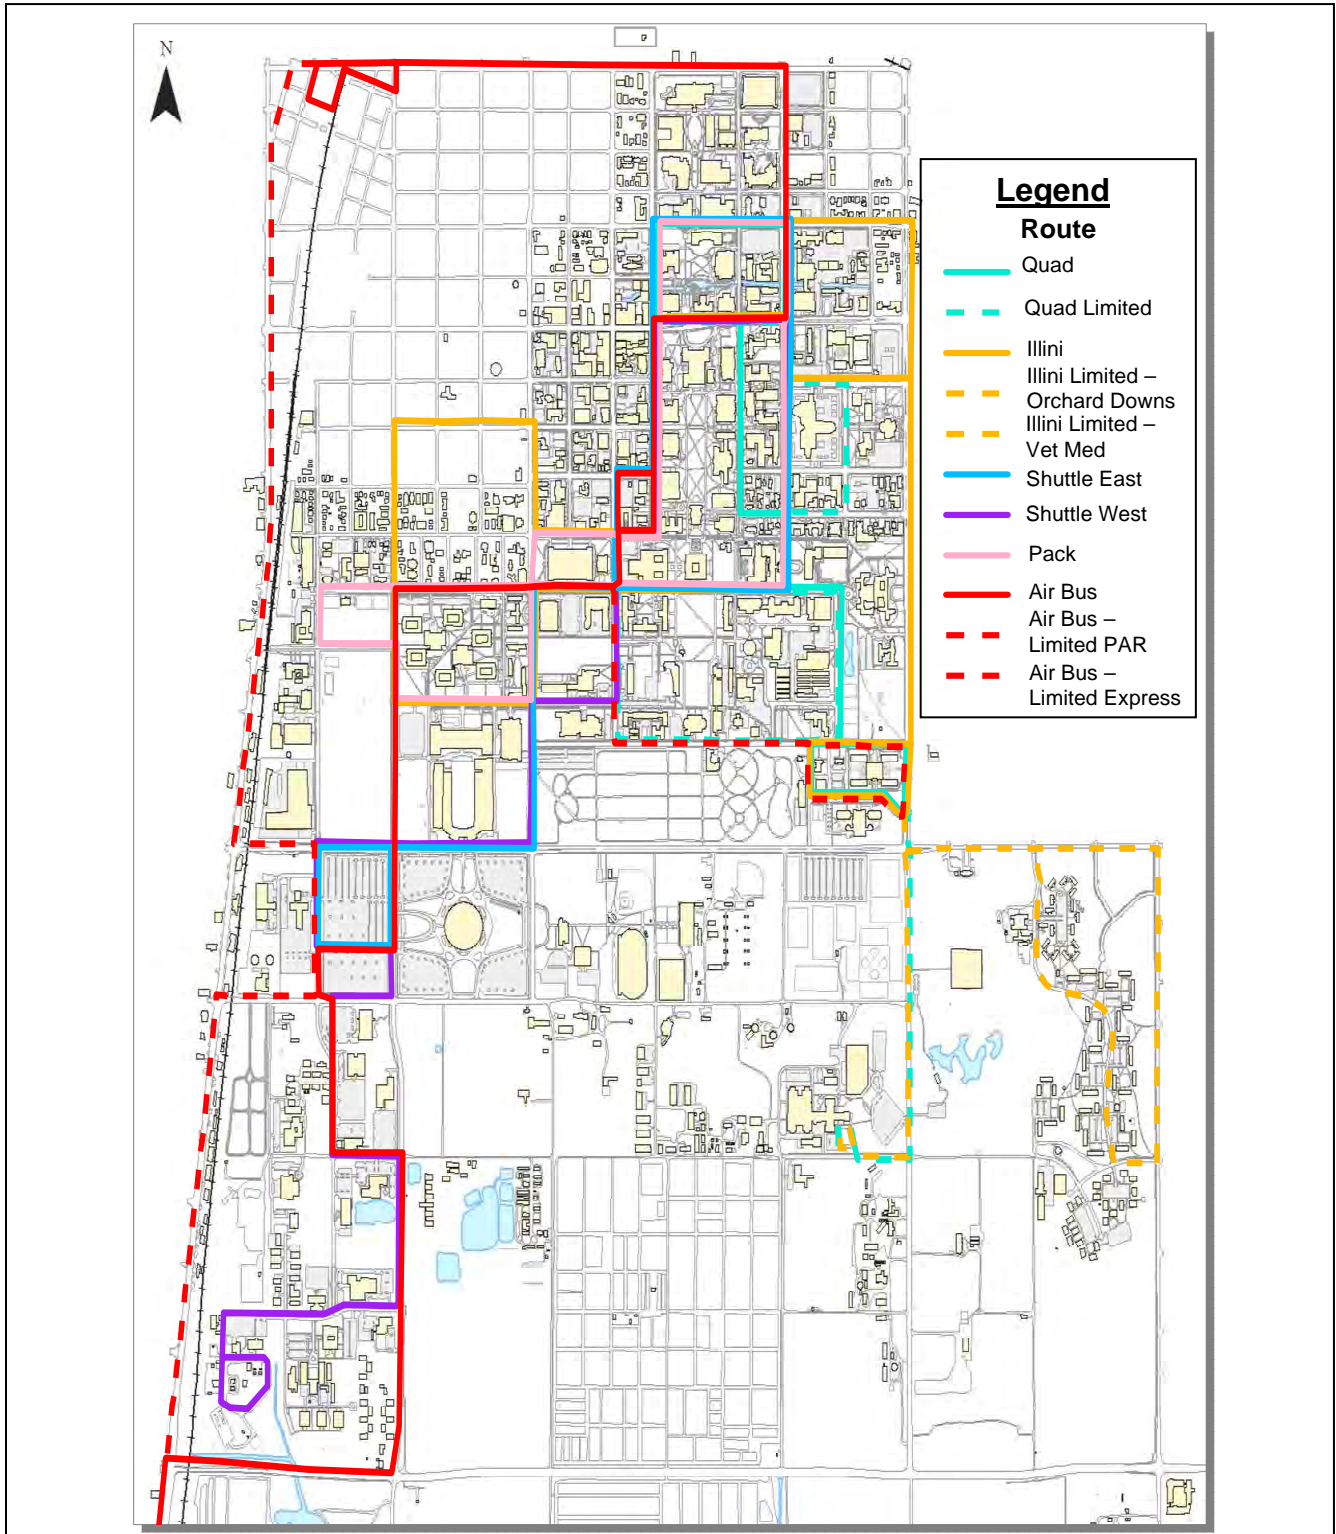 N
Legend
Route
Quad
Quad Limited
Illini
Illini Limited –
Orchard Downs
Illini Limited –
Vet Med
Shuttle East
Shuttle West
Pack
Air Bus
Air Bus –
Limited PAR
Air Bus –
Limited Express